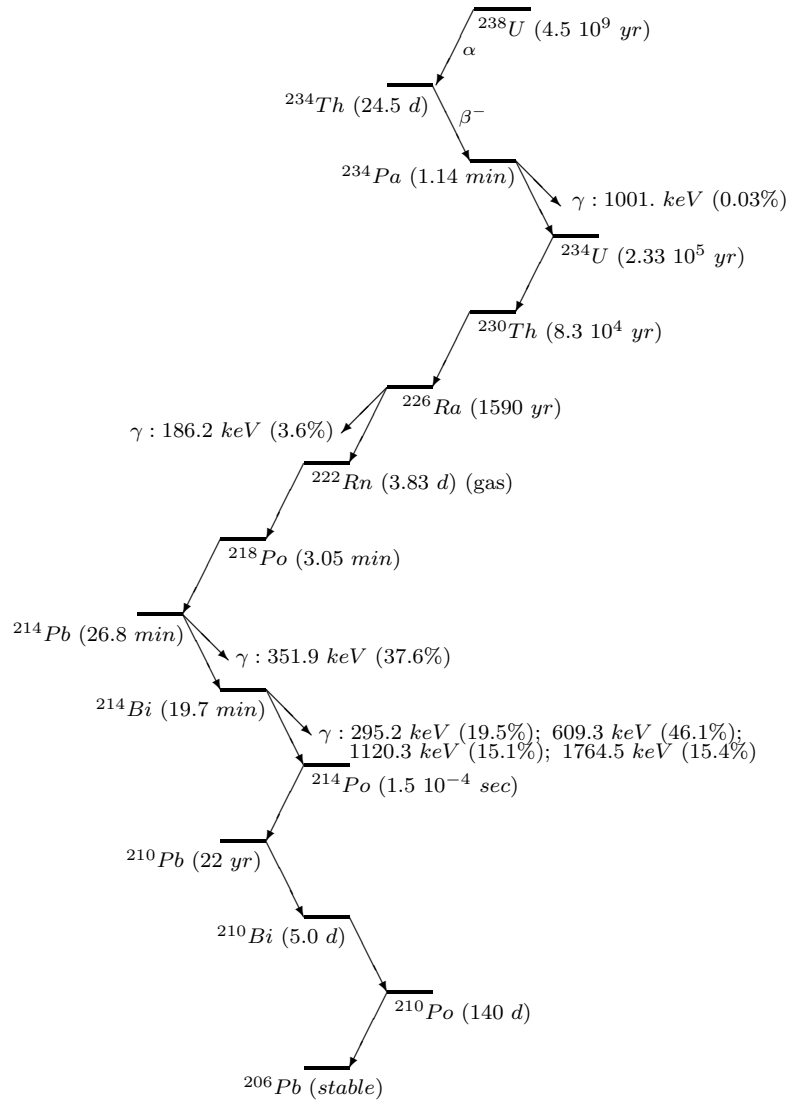 ²³⁸U (4.5 10⁹ yr)
α
²³⁴Th (24.5 d)
β⁻
²³⁴Pa (1.14 min)
γ : 1001. keV (0.03%)
²³⁴U (2.33 10⁵ yr)
²³⁰Th (8.3 10⁴ yr)
²²⁶Ra (1590 yr)
γ : 186.2 keV (3.6%)
²²²Rn (3.83 d) (gas)
²¹⁸Po (3.05 min)
²¹⁴Pb (26.8 min)
γ : 351.9 keV (37.6%)
²¹⁴Bi (19.7 min)
γ : 295.2 keV (19.5%); 609.3 keV (46.1%);
1120.3 keV (15.1%); 1764.5 keV (15.4%)
²¹⁴Po (1.5 10⁻⁴ sec)
²¹⁰Pb (22 yr)
²¹⁰Bi (5.0 d)
²¹⁰Po (140 d)
²⁰⁶Pb (stable)